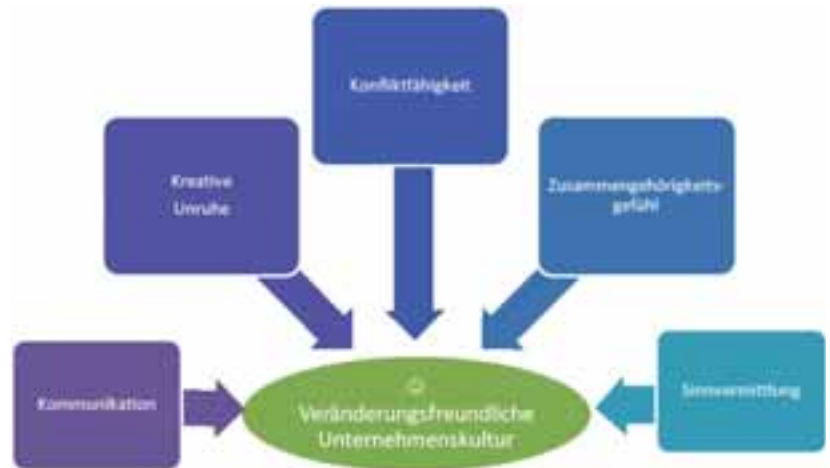 Konfliktfähigkeit
Kreative
Unruhe
Zusammengehörigkeits-
gefühl
Kommunikation
Sinnvermittlung
☺
Veränderungsfreundliche
Unternehmenskultur